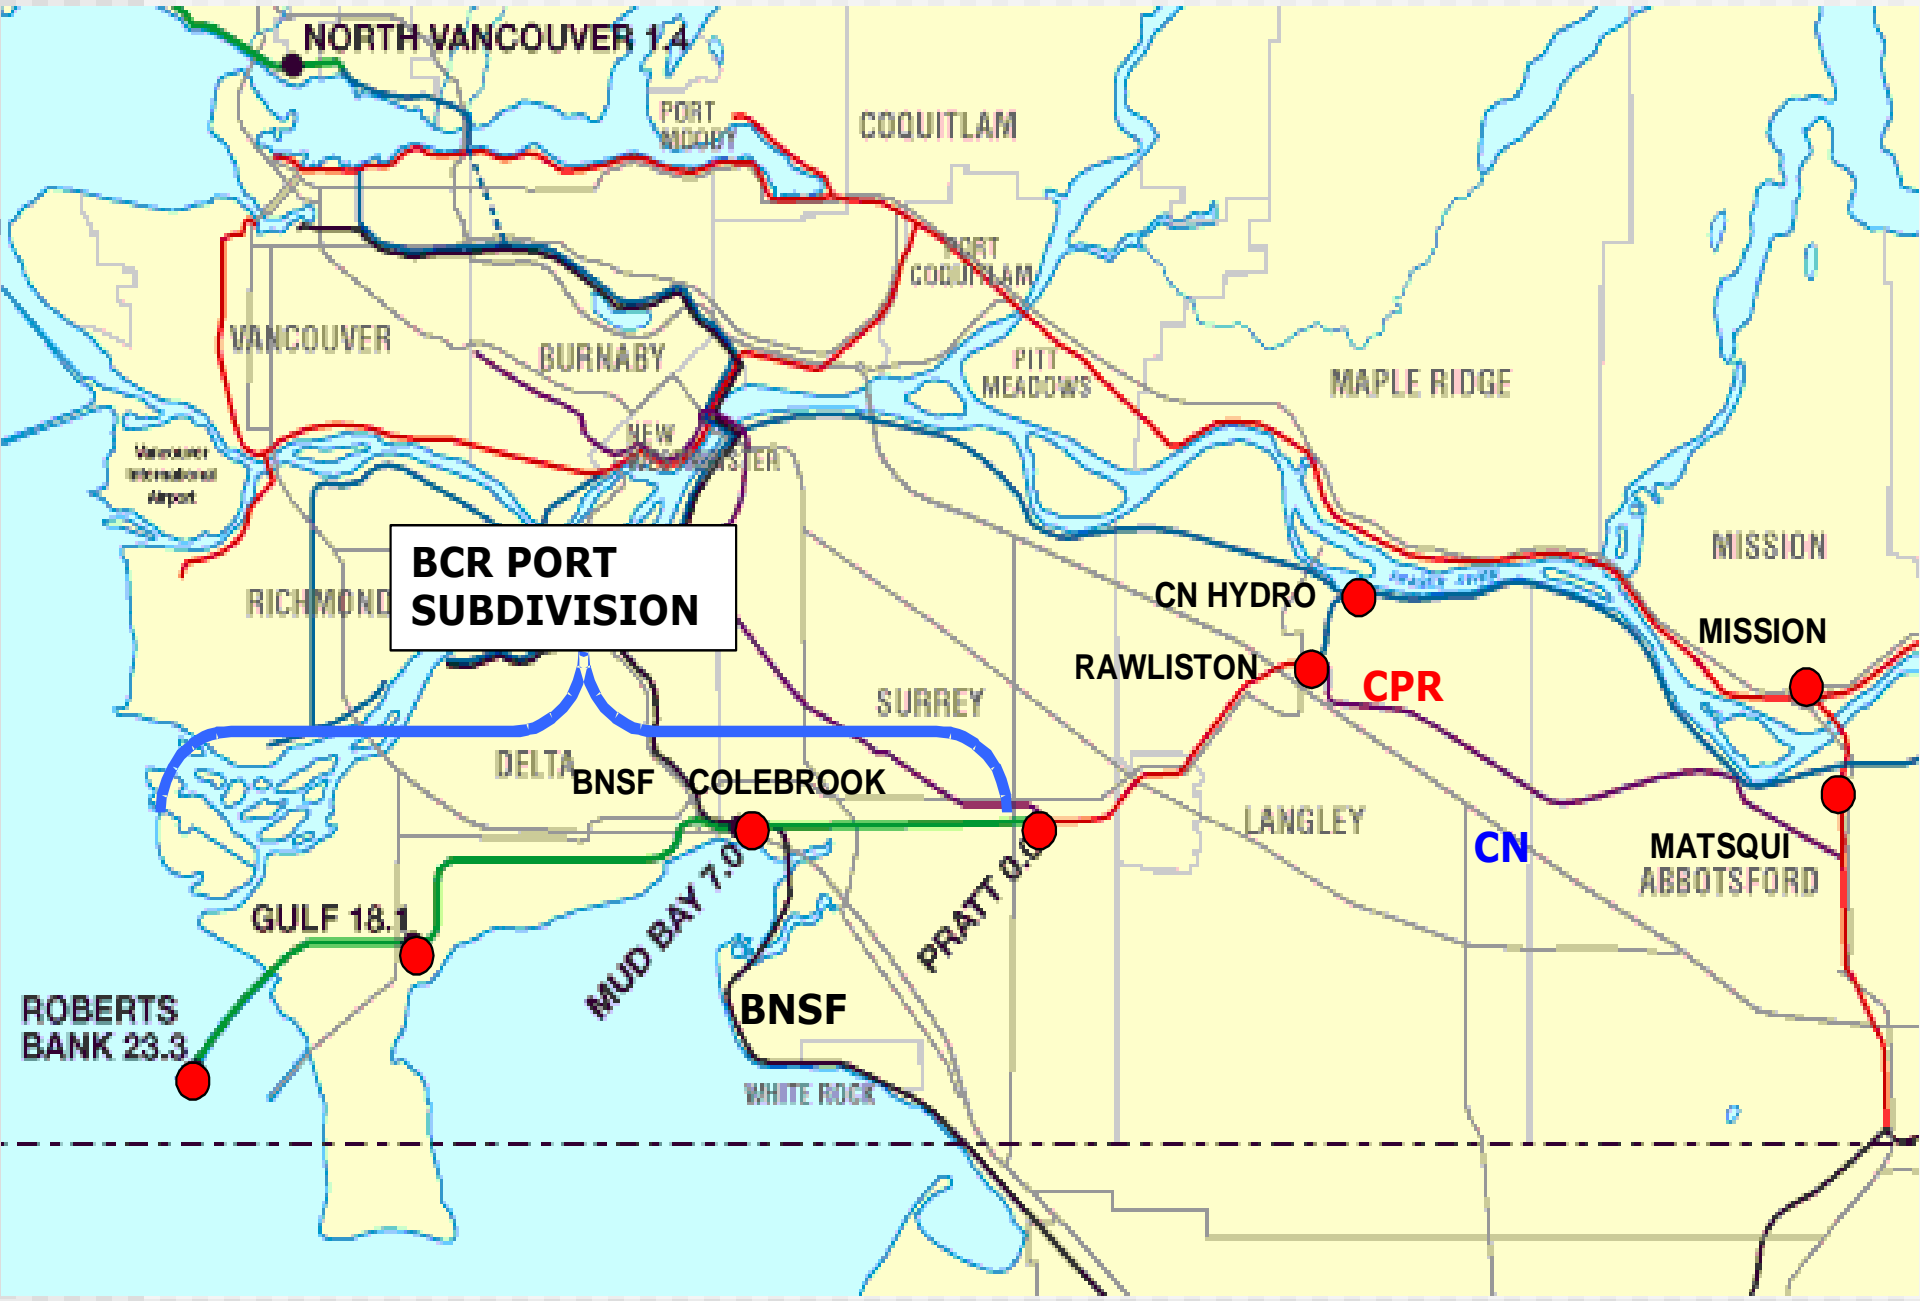 NORTH VANCOUVER 1.4
PORT
MOODY
COQUITLAM
PORT
COQUITLAM
VANCOUVER
BURNABY
PITT
MEADOWS
MAPLE RIDGE
NEW
WESTMINSTER
Vancouver
International
Airport
BCR PORT
SUBDIVISION
RICHMOND
MISSION
FRASER RIVER
CN HYDRO
MISSION
RAWLISTON
CPR
SURREY
DELTA
BNSF COLEBROOK
LANGLEY
CN
MATSQUI
ABBOTSFORD
GULF 18.1
MUD BAY 7.0
PRATT 0.0
ROBERTS
BANK 23.3
BNSF
WHITE ROCK